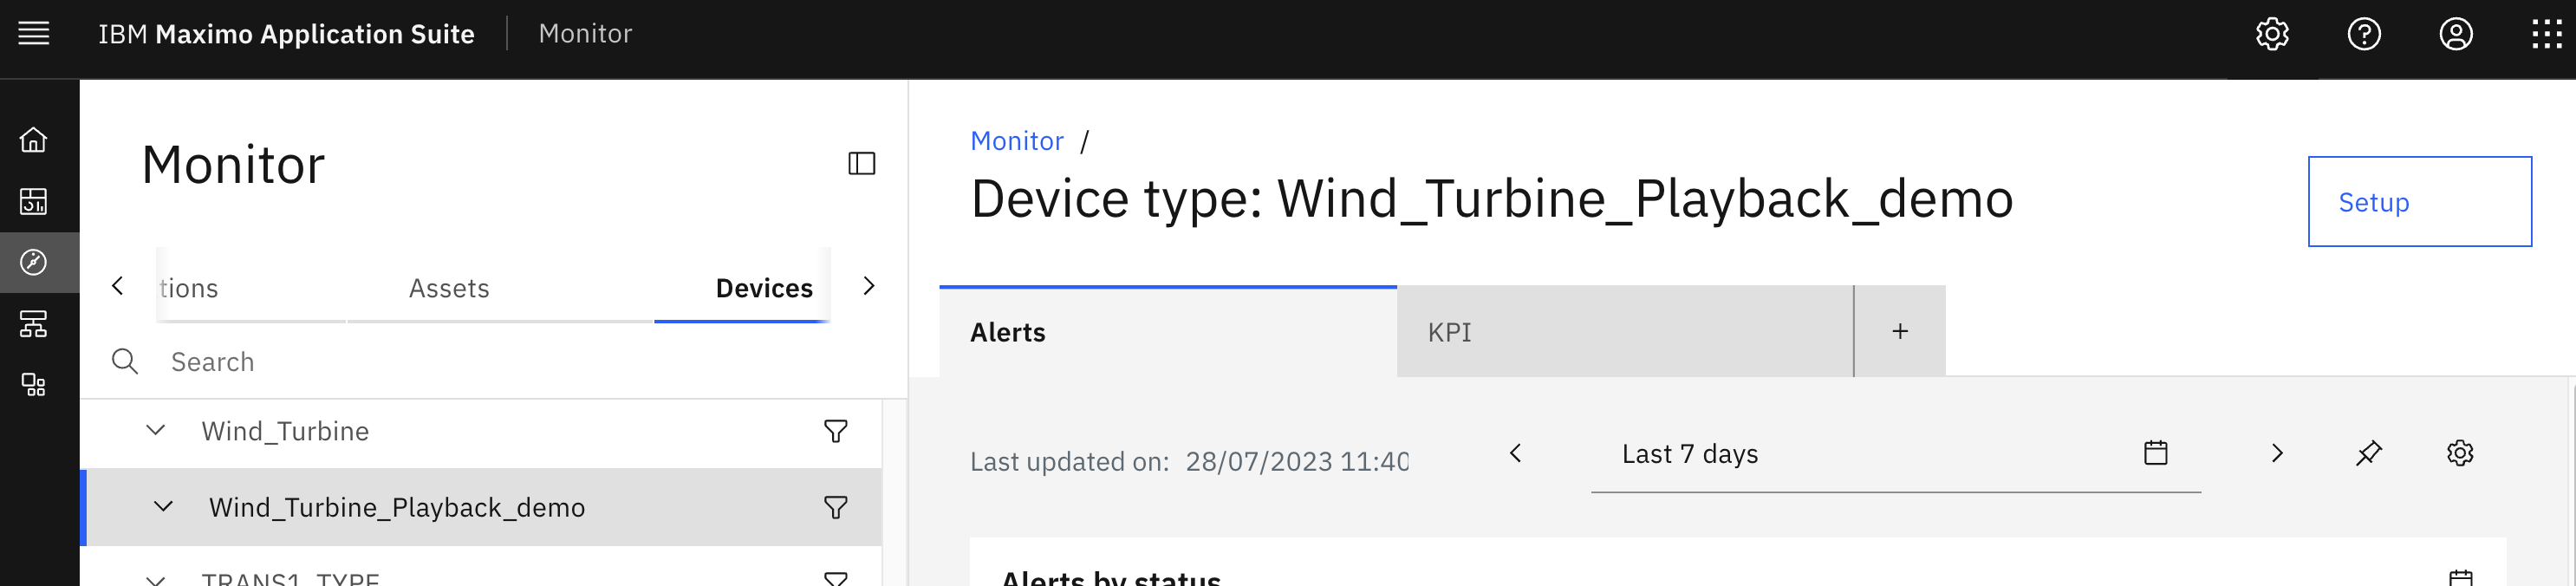 IBM Maximo Application Suite Monitor
Monitor
tions Assets Devices
Search
Wind_Turbine
Wind_Turbine_Playback_demo
TRANS1_TYPE
Monitor /
Device type: Wind_Turbine_Playback_demo
Setup
Alerts KPI +
Last updated on: 28/07/2023 11:40
Last 7 days
Alerts by status